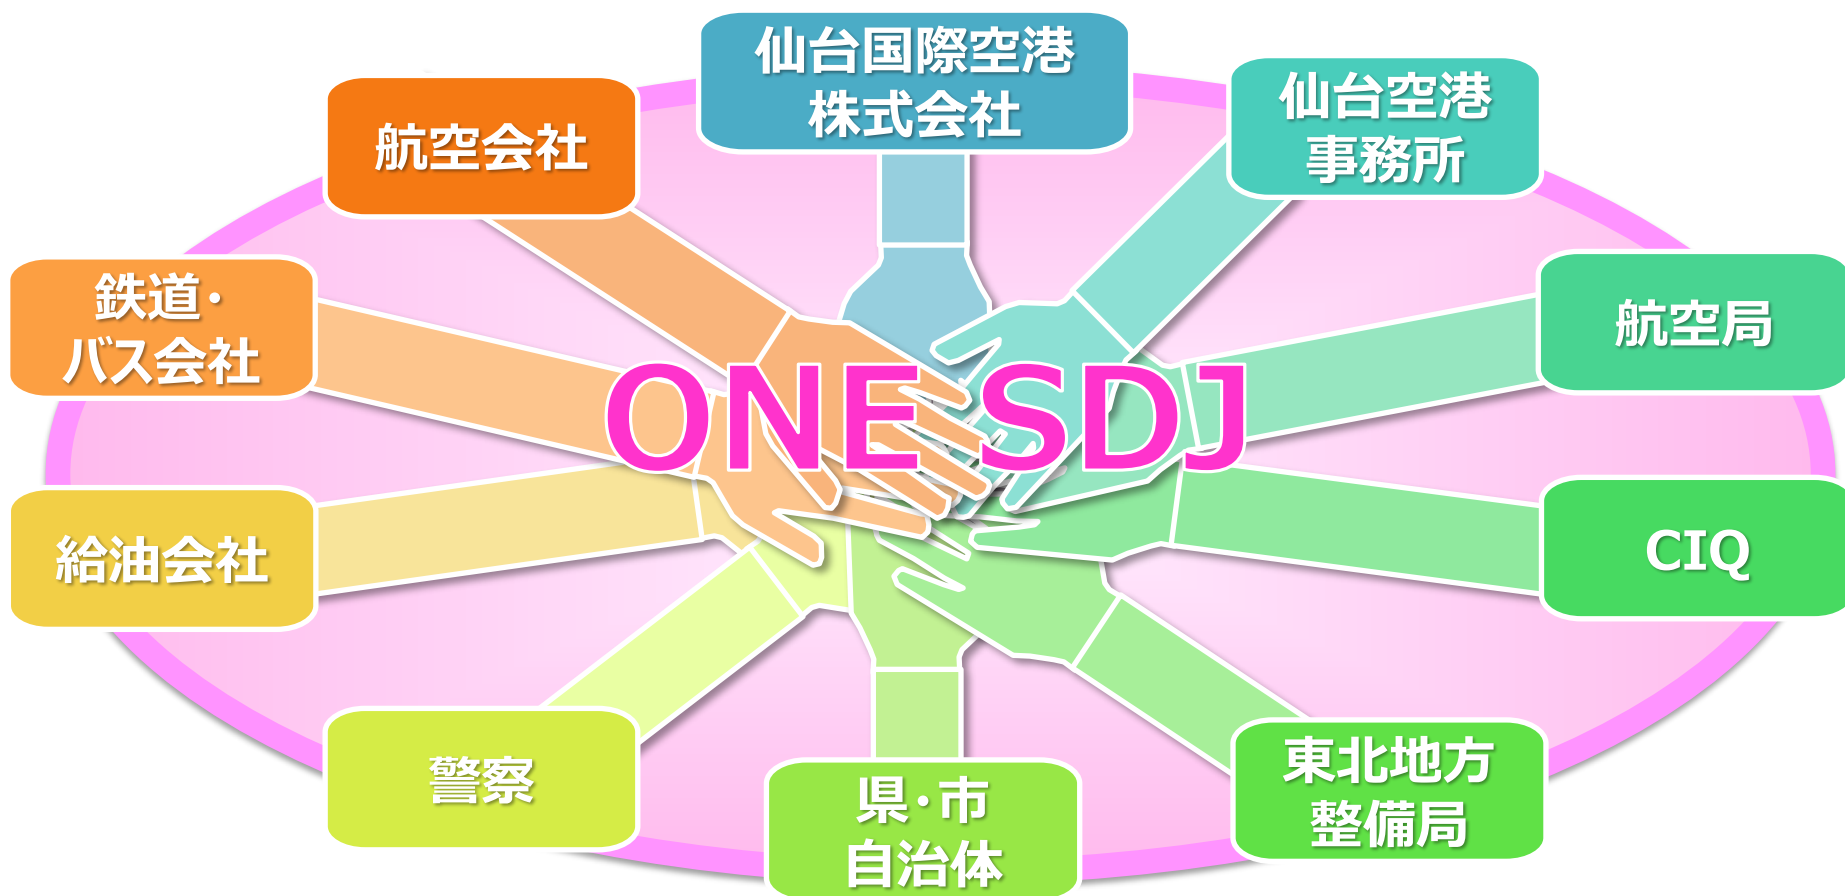 仙台国際空港
株式会社
仙台空港
事務所
航空会社
鉄道・
バス会社
航空局
ONE SDJ
給油会社
CIQ
警察
県・市
自治体
東北地方
整備局